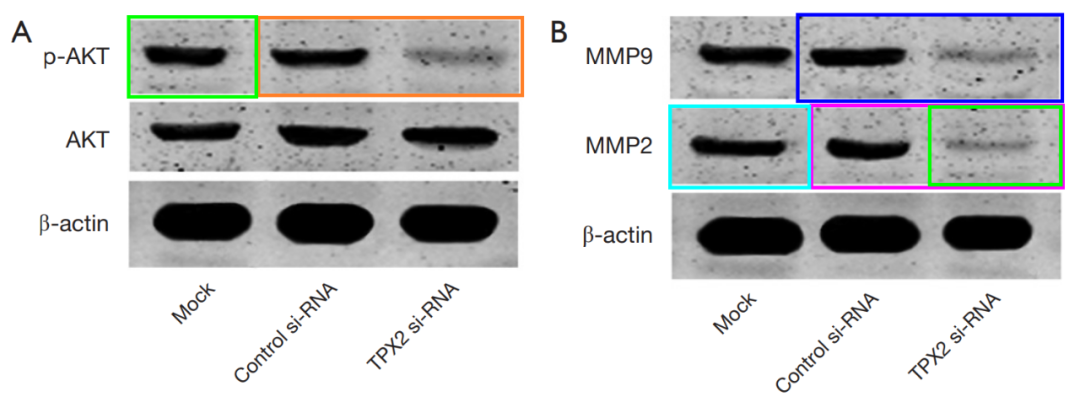 A
p-AKT
AKT
β-actin
Mock
Control si-RNA
TPX2 si-RNA
B
MMP9
MMP2
β-actin
Mock
Control si-RNA
TPX2 si-RNA